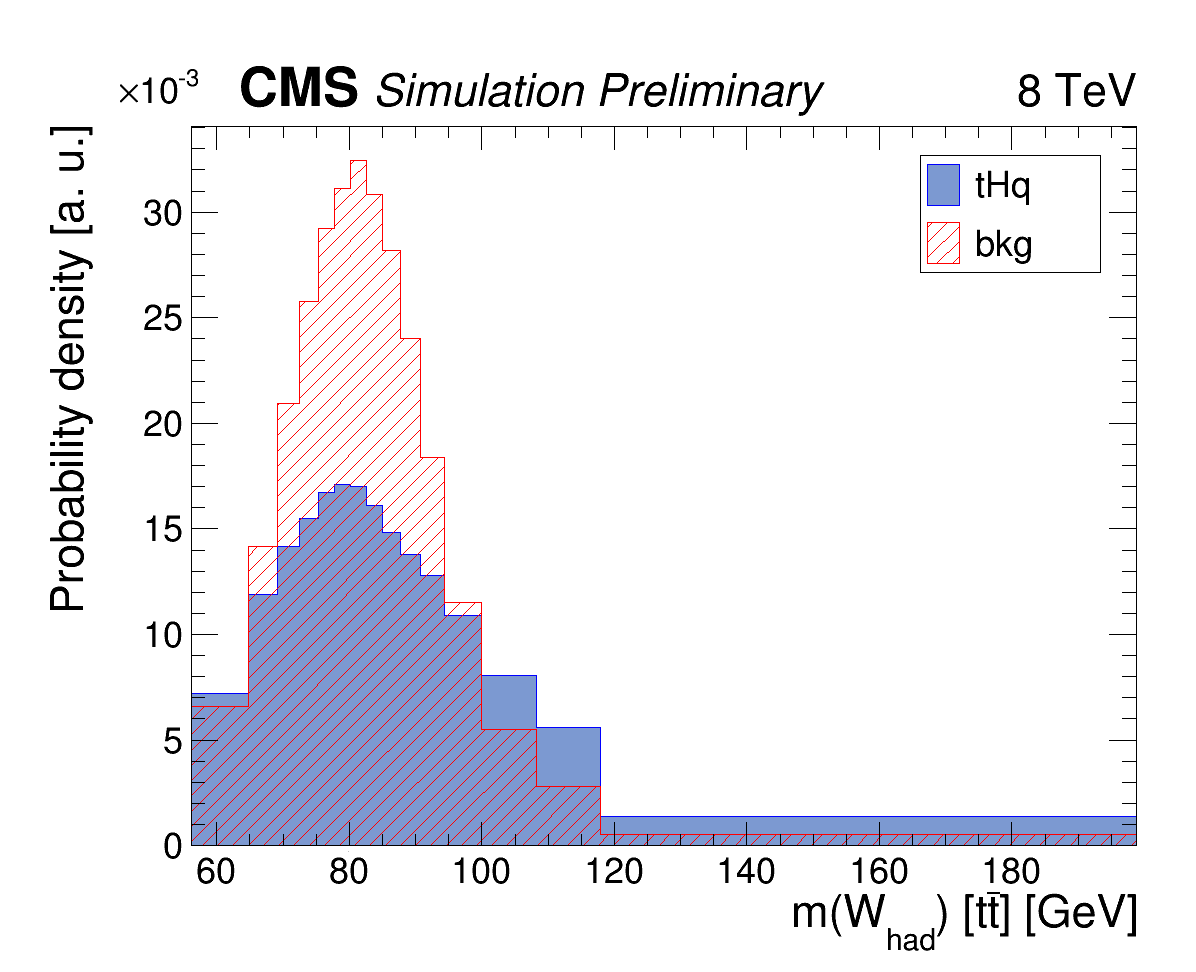 ×10⁻³ CMS Simulation Preliminary 8 TeV
Probability density [a. u.]
tHq
bkg
30
25
20
15
10
5
0
60 80 100 120 140 160 180
m(W_had) [tt̄] [GeV]